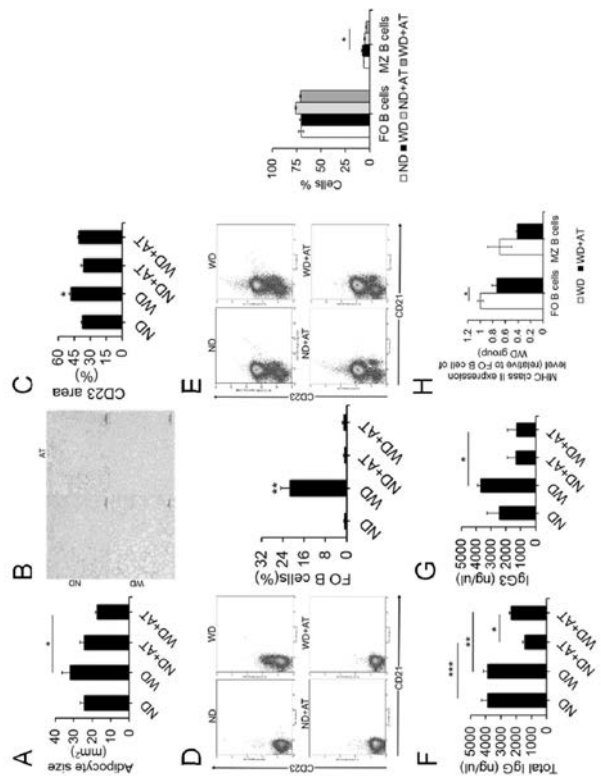 A
Adipocyte size
(mm²)
40
30
20
10
0
*
ND
WD
ND+AT
WD+AT
B
AT
ND
WD
C
CD23 area
(%)
60
45
30
15
0
*
ND
WD
ND+AT
WD+AT
D
ND
WD
ND+AT
WD+AT
CD23
CD21
FO B cells(%)
32
24
16
8
0
**
ND
WD
ND+AT
WD+AT
E
ND
WD
ND+AT
WD+AT
CD23
CD21
Cells %
100
75
50
25
0
*
FO B cells
MZ B cells
ND WD ND+AT WD+AT
F
Total IgG (ng/ul)
5000
4000
3000
2000
1000
0
***
**
*
ND
WD
ND+AT
WD+AT
G
IgG3 (ng/ul)
5000
4000
3000
2000
1000
0
*
ND
WD
ND+AT
WD+AT
H
MHC class II expression
level (relative to FO B cell of
WD group)
1.2
1
0.8
0.6
0.4
0.2
0
*
FO B cells
MZ B cells
WD WD+AT